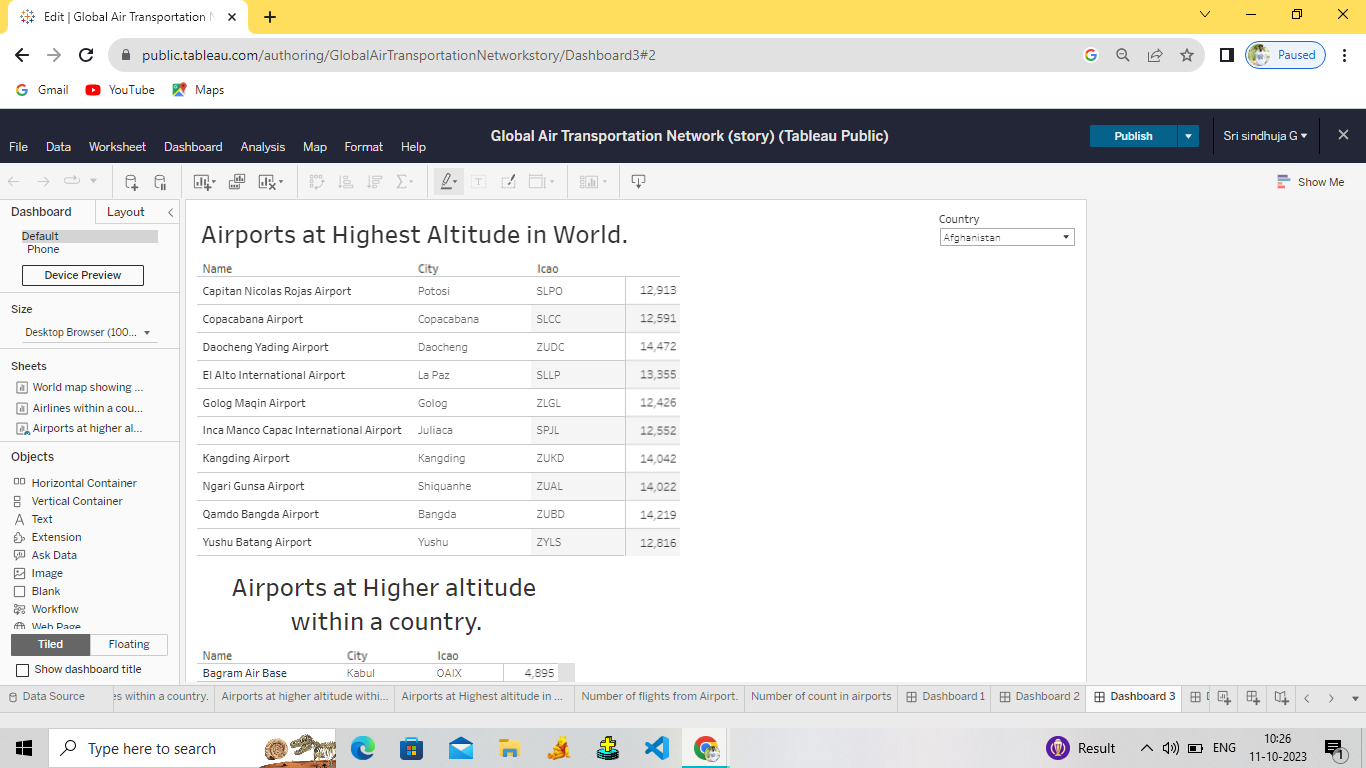 Edit | Global Air Transportation N
public.tableau.com/authoring/GlobalAirTransportationNetworkstory/Dashboard3#2
Paused
Gmail YouTube Maps
Global Air Transportation Network (story) (Tableau Public)
Publish
Sri sindhuja G
File Data Worksheet Dashboard Analysis Map Format Help
Show Me
Dashboard Layout
Default
Phone
Device Preview
Size
Desktop Browser (100...
Sheets
World map showing ...
Airlines within a cou...
Airports at higher al...
Objects
Horizontal Container
Vertical Container
Text
Extension
Ask Data
Image
Blank
Workflow
Web Page
Tiled Floating
Show dashboard title
Airports at Highest Altitude in World.
Country
Afghanistan
Name City Icao
Capitan Nicolas Rojas Airport Potosi SLPO 12,913
Copacabana Airport Copacabana SLCC 12,591
Daocheng Yading Airport Daocheng ZUDC 14,472
El Alto International Airport La Paz SLLP 13,355
Golog Maqin Airport Golog ZLGL 12,426
Inca Manco Capac International Airport Juliaca SPJL 12,552
Kangding Airport Kangding ZUKD 14,042
Ngari Gunsa Airport Shiquanhe ZUAL 14,022
Qamdo Bangda Airport Bangda ZUBD 14,219
Yushu Batang Airport Yushu ZYLS 12,816
Airports at Higher altitude
within a country.
Name City Icao
Bagram Air Base Kabul OAIX 4,895
Data Source es within a country. Airports at higher altitude withi... Airports at Highest altitude in ... Number of flights from Airport. Number of count in airports Dashboard 1 Dashboard 2 Dashboard 3
Type here to search
Result
ENG
10:26
11-10-2023
1